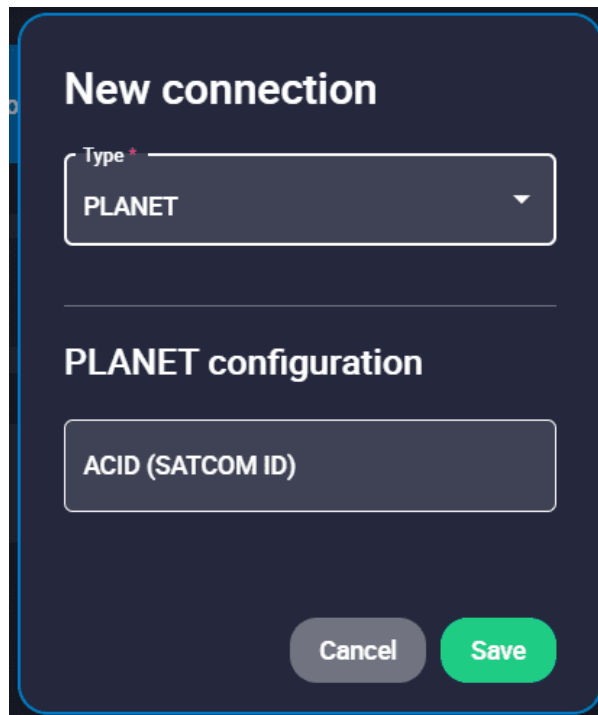 New connection
Type *
PLANET
PLANET configuration
ACID (SATCOM ID)
Cancel
Save